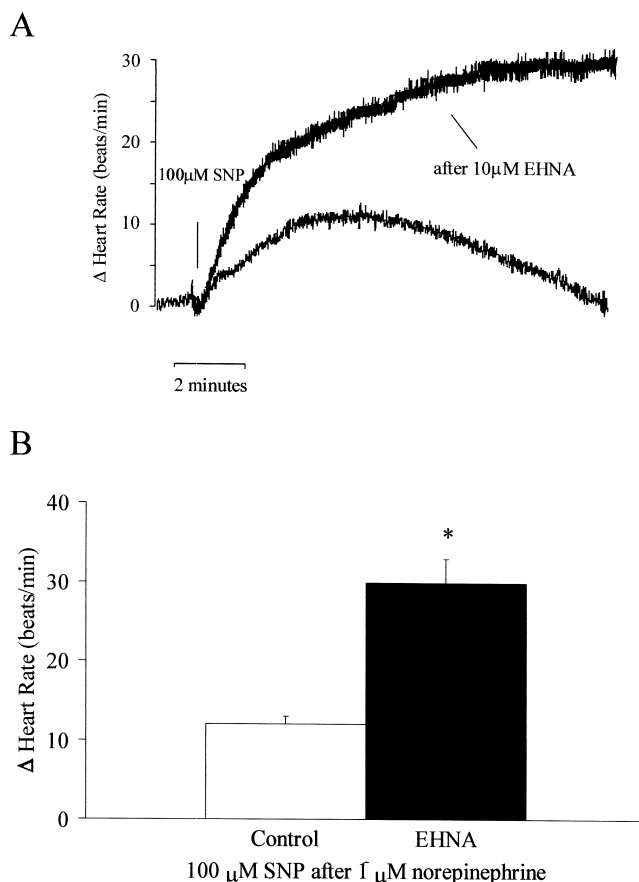 A
Δ Heart Rate (beats/min)
30
20
10
0
100μM SNP
after 10μM EHNA
2 minutes
B
Δ Heart Rate (beats/min)
40
30
20
10
0
*
Control EHNA
100 μM SNP after 1 μM norepinephrine